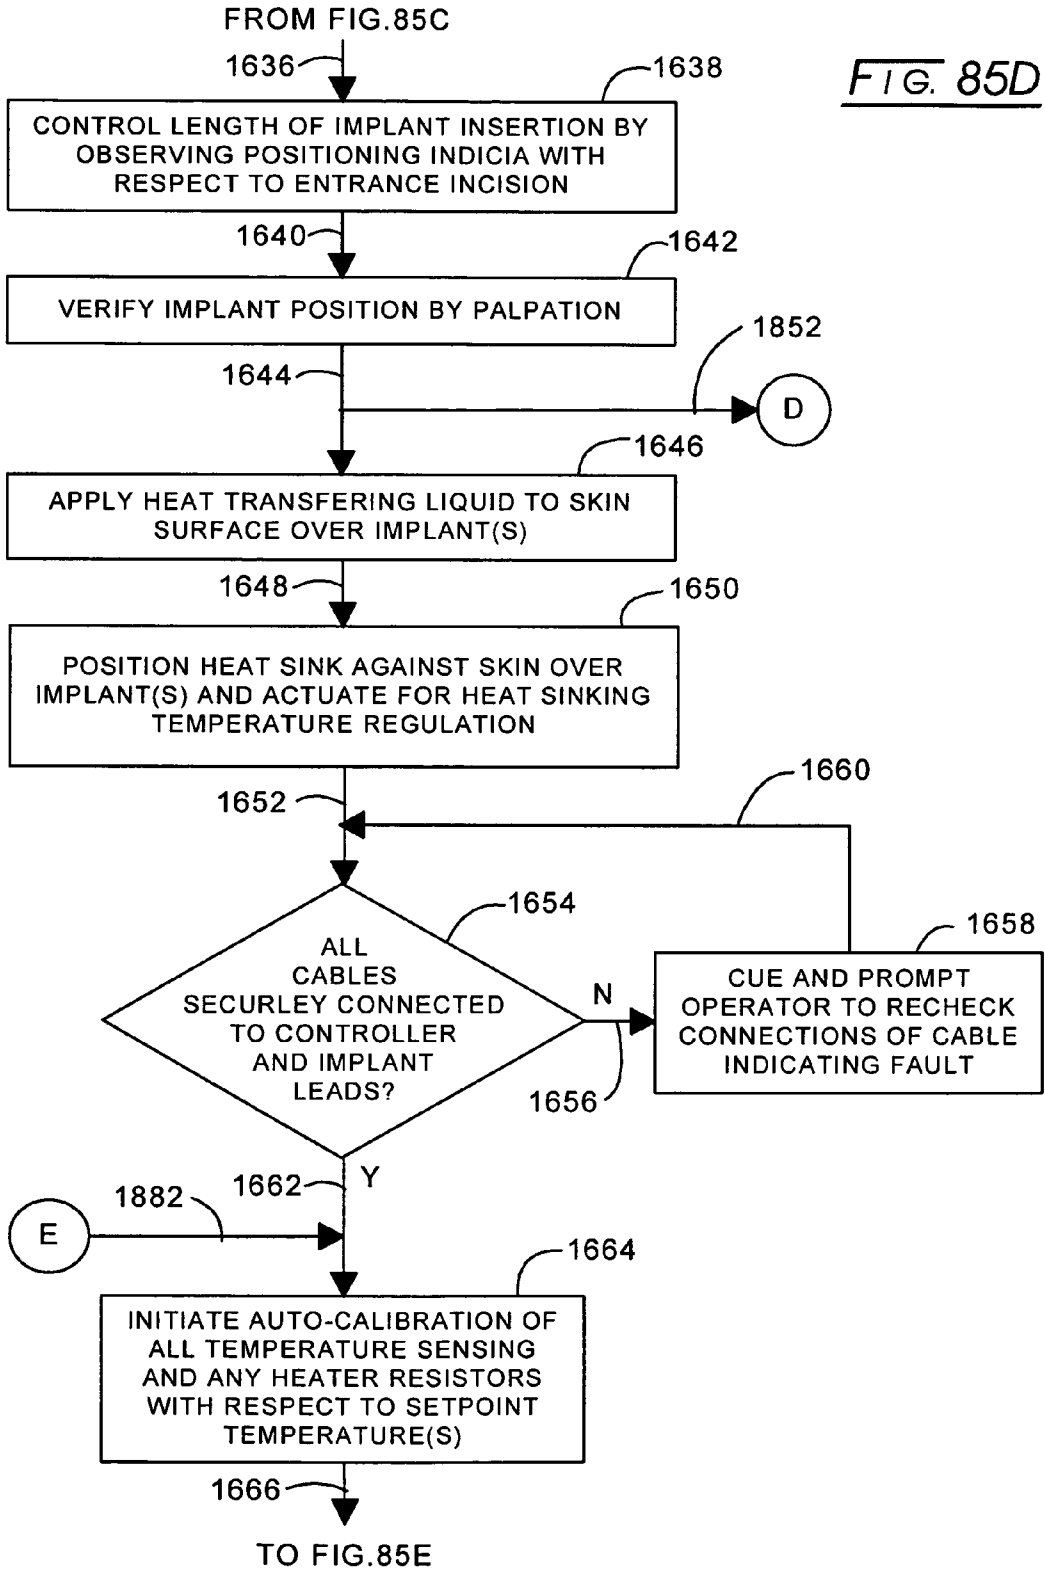 FROM FIG.85C
FIG. 85D
1636
1638
CONTROL LENGTH OF IMPLANT INSERTION BY
OBSERVING POSITIONING INDICIA WITH
RESPECT TO ENTRANCE INCISION
1640
1642
VERIFY IMPLANT POSITION BY PALPATION
1644
1852
D
1646
APPLY HEAT TRANSFERING LIQUID TO SKIN
SURFACE OVER IMPLANT(S)
1648
1650
POSITION HEAT SINK AGAINST SKIN OVER
IMPLANT(S) AND ACTUATE FOR HEAT SINKING
TEMPERATURE REGULATION
1652
1660
1654
ALL
CABLES
SECURLEY CONNECTED
TO CONTROLLER
AND IMPLANT
LEADS?
N
1656
1658
CUE AND PROMPT
OPERATOR TO RECHECK
CONNECTIONS OF CABLE
INDICATING FAULT
Y
1662
1882
E
1664
INITIATE AUTO-CALIBRATION OF
ALL TEMPERATURE SENSING
AND ANY HEATER RESISTORS
WITH RESPECT TO SETPOINT
TEMPERATURE(S)
1666
TO FIG.85E